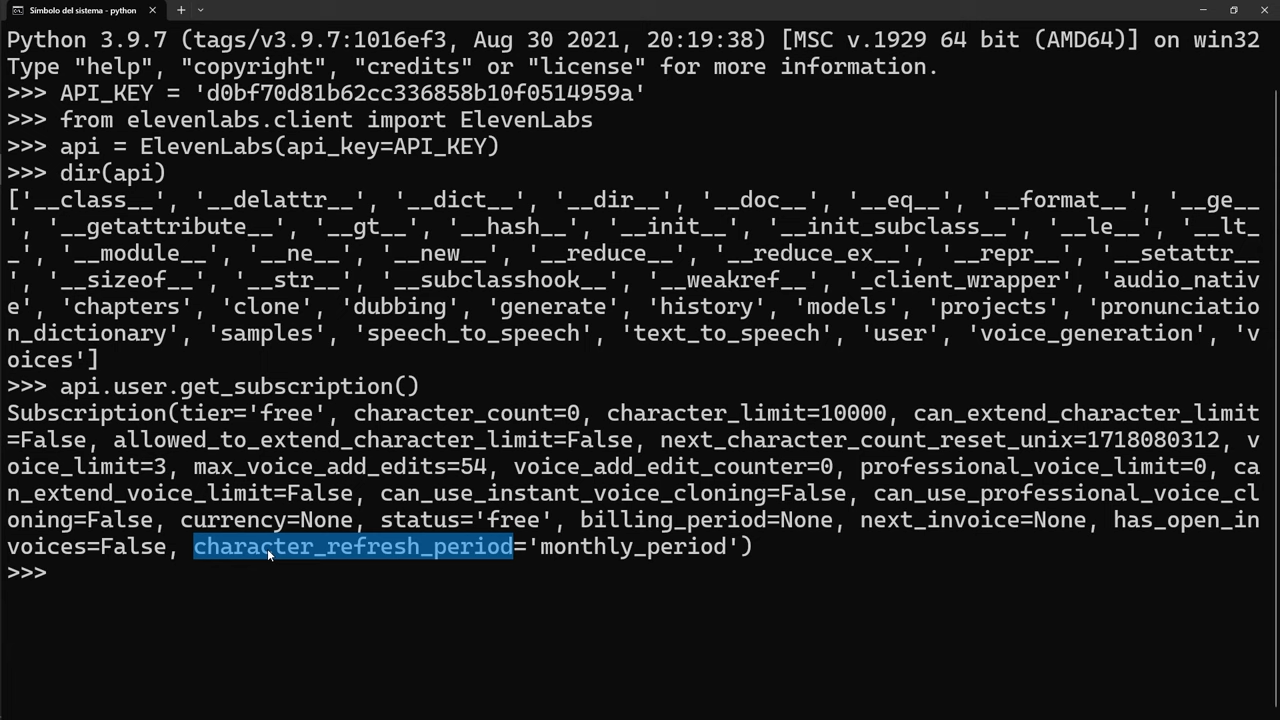 Símbolo del sistema - python
Python 3.9.7 (tags/v3.9.7:1016ef3, Aug 30 2021, 20:19:38) [MSC v.1929 64 bit (AMD64)] on win32
Type "help", "copyright", "credits" or "license" for more information.
>>> API_KEY = 'd0bf70d81b62cc336858b10f0514959a'
>>> from elevenlabs.client import ElevenLabs
>>> api = ElevenLabs(api_key=API_KEY)
>>> dir(api)
['__class__', '__delattr__', '__dict__', '__dir__', '__doc__', '__eq__', '__format__', '__ge__
', '__getattribute__', '__gt__', '__hash__', '__init__', '__init_subclass__', '__le__', '__lt_
_', '__module__', '__ne__', '__new__', '__reduce__', '__reduce_ex__', '__repr__', '__setattr__
', '__sizeof__', '__str__', '__subclasshook__', '__weakref__', '_client_wrapper', 'audio_nativ
e', 'chapters', 'clone', 'dubbing', 'generate', 'history', 'models', 'projects', 'pronunciatio
n_dictionary', 'samples', 'speech_to_speech', 'text_to_speech', 'user', 'voice_generation', 'v
oices']
>>> api.user.get_subscription()
Subscription(tier='free', character_count=0, character_limit=10000, can_extend_character_limit
=False, allowed_to_extend_character_limit=False, next_character_count_reset_unix=1718080312, v
oice_limit=3, max_voice_add_edits=54, voice_add_edit_counter=0, professional_voice_limit=0, ca
n_extend_voice_limit=False, can_use_instant_voice_cloning=False, can_use_professional_voice_cl
oning=False, currency=None, status='free', billing_period=None, next_invoice=None, has_open_in
voices=False, character_refresh_period='monthly_period')
>>>